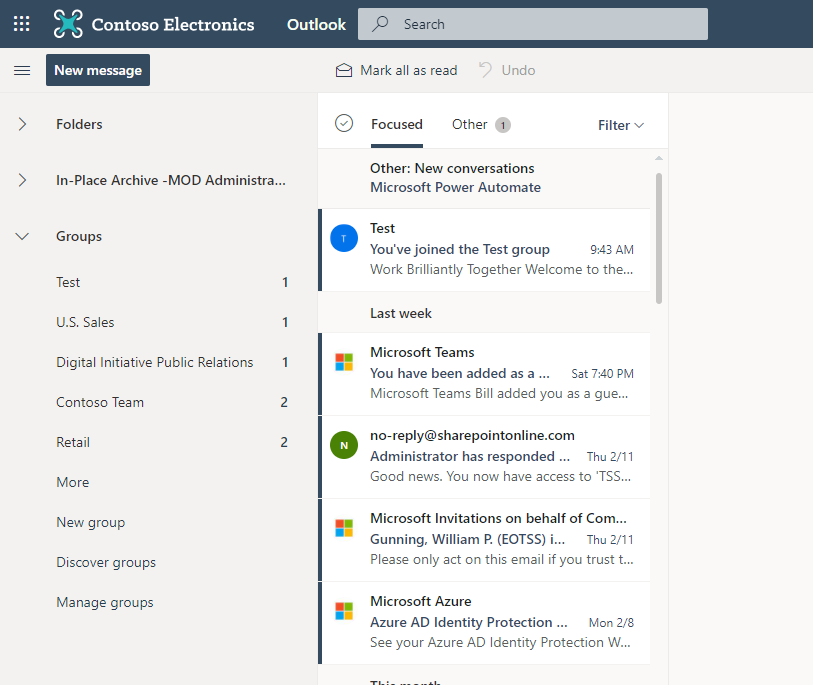 Contoso Electronics
Outlook
Search
New message
Mark all as read
Undo
Folders
In-Place Archive -MOD Administra...
Groups
Test 1
U.S. Sales 1
Digital Initiative Public Relations 1
Contoso Team 2
Retail 2
More
New group
Discover groups
Manage groups
Focused
Other 1
Filter
Other: New conversations
Microsoft Power Automate
T
Test
You've joined the Test group 9:43 AM
Work Brilliantly Together Welcome to the...
Last week
Microsoft Teams
You have been added as a ... Sat 7:40 PM
Microsoft Teams Bill added you as a gue...
N
no-reply@sharepointonline.com
Administrator has responded ... Thu 2/11
Good news. You now have access to 'TSS...
Microsoft Invitations on behalf of Com...
Gunning, William P. (EOTSS) i... Thu 2/11
Please only act on this email if you trust t...
Microsoft Azure
Azure AD Identity Protection ... Mon 2/8
See your Azure AD Identity Protection W...
This month